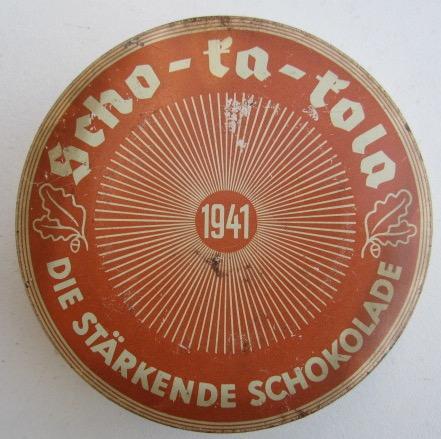 Scho-ka-kola
1941
DIE STÄRKENDE SCHOKOLADE